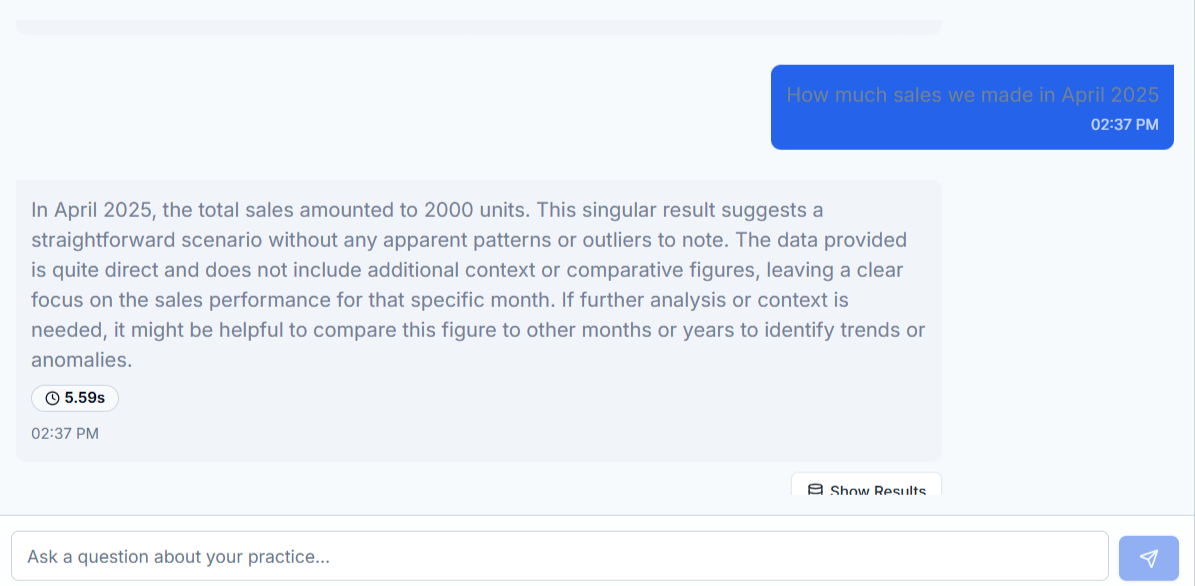 How much sales we made in April 2025
02:37 PM
In April 2025, the total sales amounted to 2000 units. This singular result suggests a
straightforward scenario without any apparent patterns or outliers to note. The data provided
is quite direct and does not include additional context or comparative figures, leaving a clear
focus on the sales performance for that specific month. If further analysis or context is
needed, it might be helpful to compare this figure to other months or years to identify trends or
anomalies.
5.59s
02:37 PM
Show Results
Ask a question about your practice...